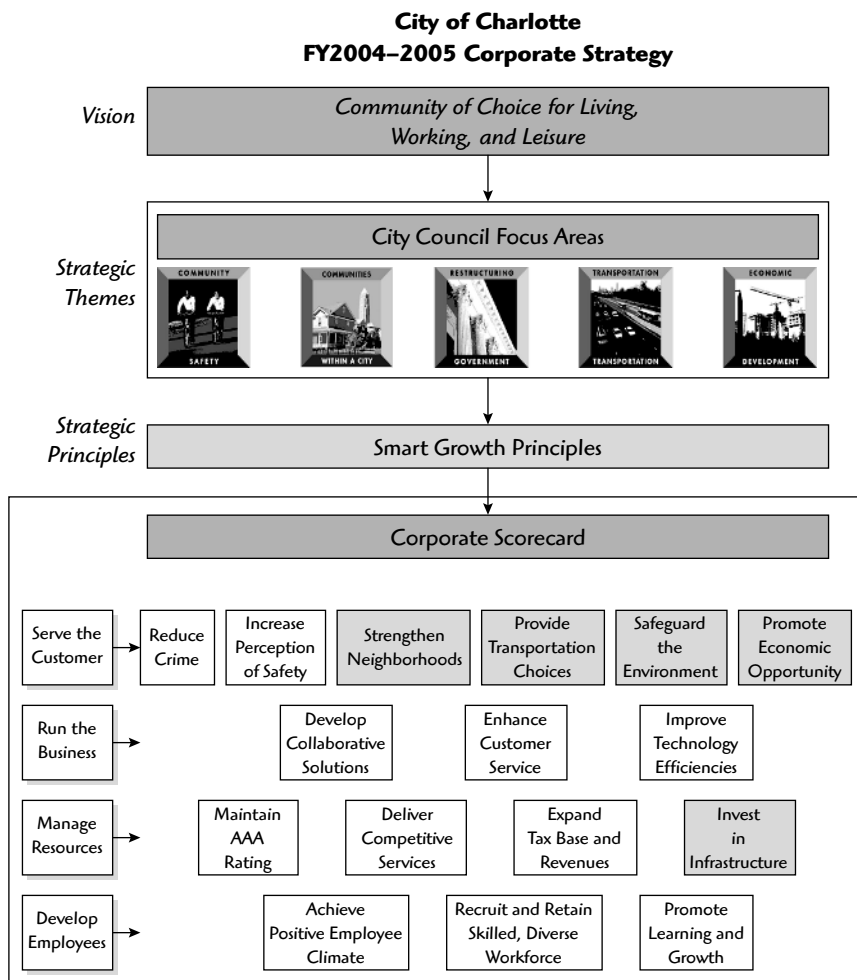 City of Charlotte
FY2004–2005 Corporate Strategy
Vision
Community of Choice for Living,
Working, and Leisure
Strategic
Themes
City Council Focus Areas
COMMUNITY
SAFETY
COMMUNITIES
WITHIN A CITY
RESTRUCTURING
GOVERNMENT
TRANSPORTATION
TRANSPORTATION
ECONOMIC
DEVELOPMENT
Strategic
Principles
Smart Growth Principles
Corporate Scorecard
Serve the
Customer
Reduce
Crime
Increase
Perception
of Safety
Strengthen
Neighborhoods
Provide
Transportation
Choices
Safeguard
the
Environment
Promote
Economic
Opportunity
Run the
Business
Develop
Collaborative
Solutions
Enhance
Customer
Service
Improve
Technology
Efficiencies
Manage
Resources
Maintain
AAA
Rating
Deliver
Competitive
Services
Expand
Tax Base and
Revenues
Invest
in
Infrastructure
Develop
Employees
Achieve
Positive Employee
Climate
Recruit and Retain
Skilled, Diverse
Workforce
Promote
Learning and
Growth